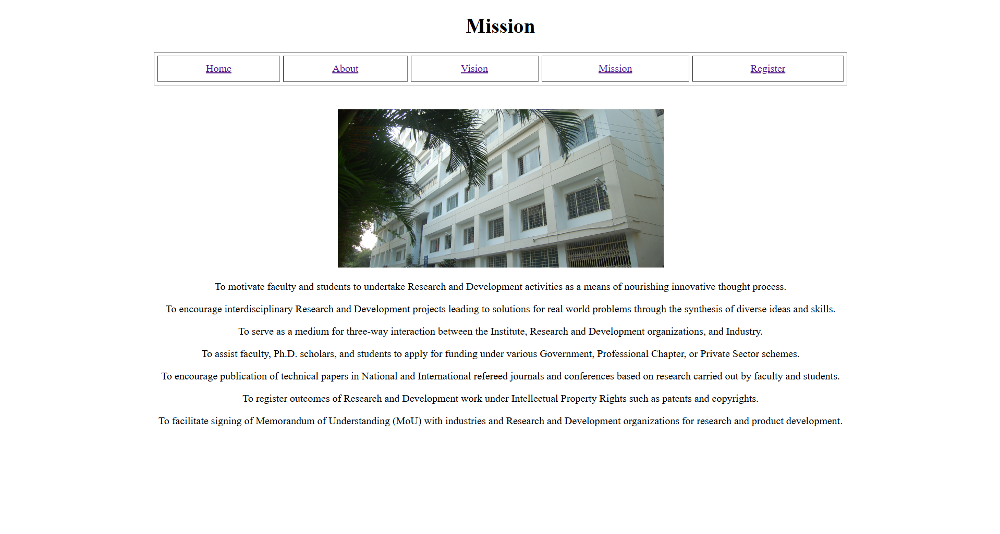 Mission
Home About Vision Mission Register
To motivate faculty and students to undertake Research and Development activities as a means of nourishing innovative thought process.
To encourage interdisciplinary Research and Development projects leading to solutions for real world problems through the synthesis of diverse ideas and skills.
To serve as a medium for three-way interaction between the Institute, Research and Development organizations, and Industry.
To assist faculty, Ph.D. scholars, and students to apply for funding under various Government, Professional Chapter, or Private Sector schemes.
To encourage publication of technical papers in National and International refereed journals and conferences based on research carried out by faculty and students.
To register outcomes of Research and Development work under Intellectual Property Rights such as patents and copyrights.
To facilitate signing of Memorandum of Understanding (MoU) with industries and Research and Development organizations for research and product development.